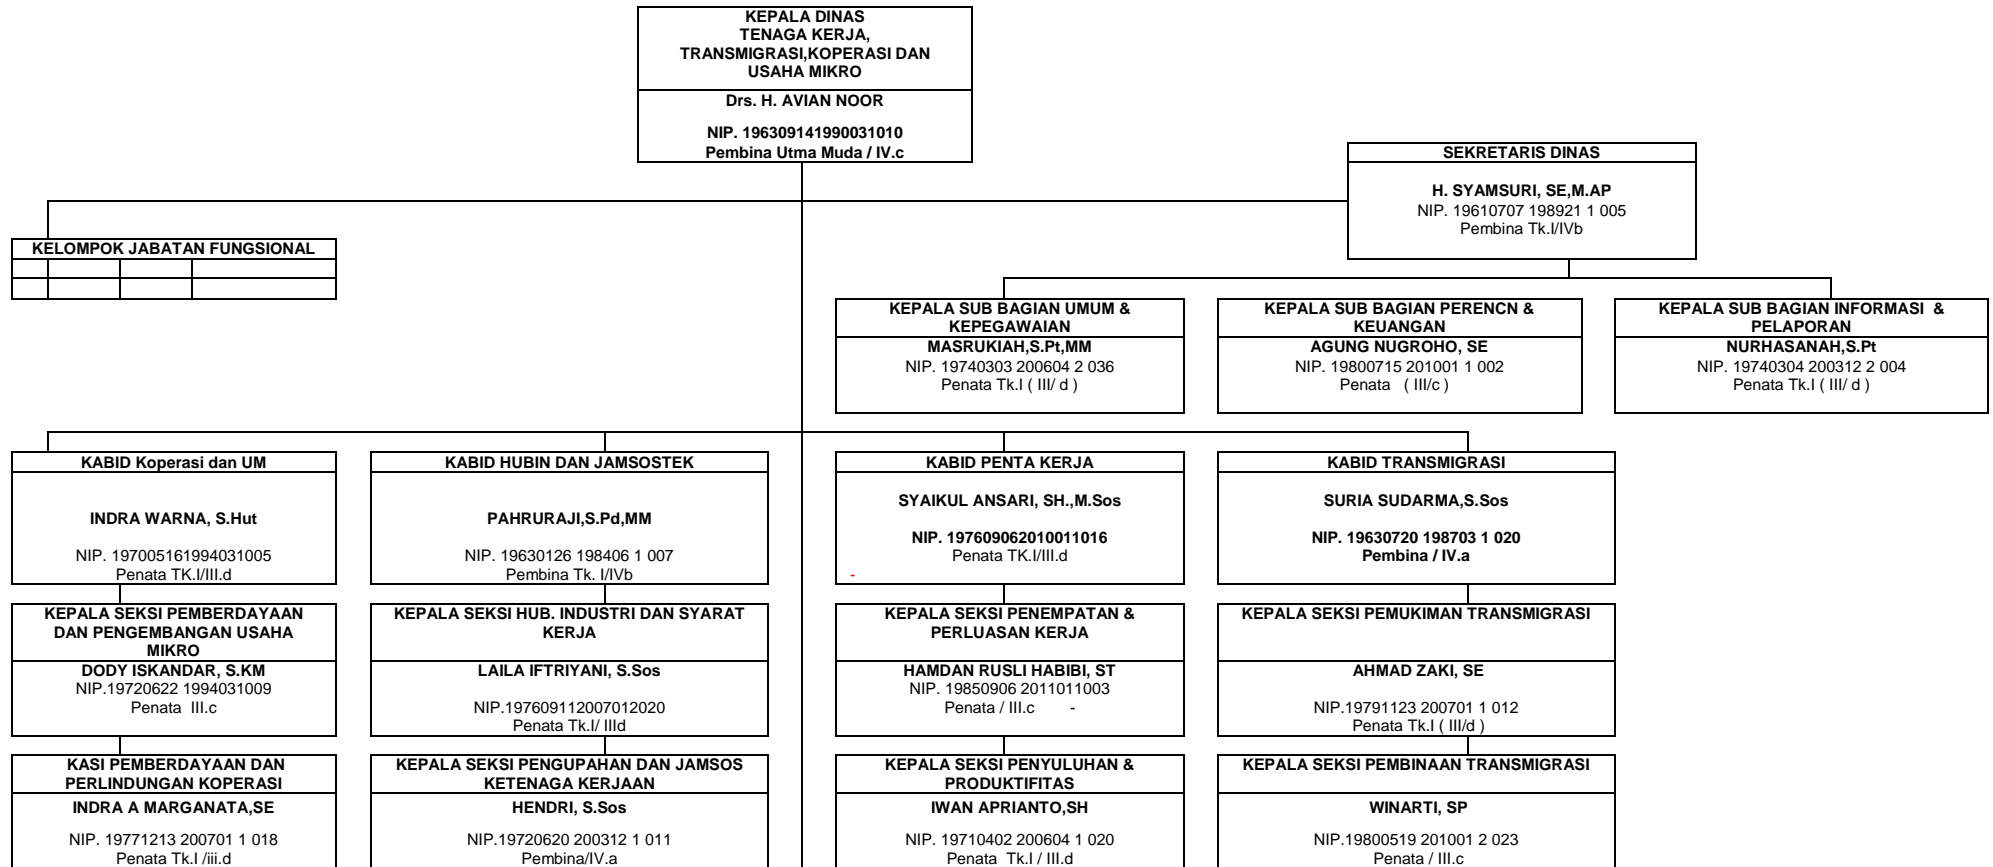 KEPALA DINAS
TENAGA KERJA,
TRANSMIGRASI,KOPERASI DAN
USAHA MIKRO
Drs. H. AVIAN NOOR
NIP. 196309141990031010
Pembina Utma Muda / IV.c
SEKRETARIS DINAS
H. SYAMSURI, SE,M.AP
NIP. 19610707 198921 1 005
Pembina Tk.I/IVb
KELOMPOK JABATAN FUNGSIONAL
KEPALA SUB BAGIAN UMUM &
KEPEGAWAIAN
MASRUKIAH,S.Pt,MM
NIP. 19740303 200604 2 036
Penata Tk.I ( III/ d )
KEPALA SUB BAGIAN PERENCN &
KEUANGAN
AGUNG NUGROHO, SE
NIP. 19800715 201001 1 002
Penata ( III/c )
KEPALA SUB BAGIAN INFORMASI &
PELAPORAN
NURHASANAH,S.Pt
NIP. 19740304 200312 2 004
Penata Tk.I ( III/ d )
KABID Koperasi dan UM
INDRA WARNA, S.Hut
NIP. 197005161994031005
Penata TK.I/III.d
KABID HUBIN DAN JAMSOSTEK
PAHRURAJI,S.Pd,MM
NIP. 19630126 198406 1 007
Pembina Tk. I/IVb
KABID PENTA KERJA
SYAIKUL ANSARI, SH.,M.Sos
NIP. 197609062010011016
Penata TK.I/III.d
-
KABID TRANSMIGRASI
SURIA SUDARMA,S.Sos
NIP. 19630720 198703 1 020
Pembina / IV.a
KEPALA SEKSI PEMBERDAYAAN
DAN PENGEMBANGAN USAHA
MIKRO
DODY ISKANDAR, S.KM
NIP.19720622 1994031009
Penata III.c
KEPALA SEKSI HUB. INDUSTRI DAN SYARAT
KERJA
LAILA IFTRIYANI, S.Sos
NIP.197609112007012020
Penata Tk.I/ IIId
KEPALA SEKSI PENEMPATAN &
PERLUASAN KERJA
HAMDAN RUSLI HABIBI, ST
NIP. 19850906 2011011003
Penata / III.c -
KEPALA SEKSI PEMUKIMAN TRANSMIGRASI
AHMAD ZAKI, SE
NIP.19791123 200701 1 012
Penata Tk.I ( III/d )
KASI PEMBERDAYAAN DAN
PERLINDUNGAN KOPERASI
INDRA A MARGANATA,SE
NIP. 19771213 200701 1 018
Penata Tk.I /iii.d
KEPALA SEKSI PENGUPAHAN DAN JAMSOS
KETENAGA KERJAAN
HENDRI, S.Sos
NIP.19720620 200312 1 011
Pembina/IV.a
KEPALA SEKSI PENYULUHAN &
PRODUKTIFITAS
IWAN APRIANTO,SH
NIP. 19710402 200604 1 020
Penata Tk.I / III.d
KEPALA SEKSI PEMBINAAN TRANSMIGRASI
WINARTI, SP
NIP.19800519 201001 2 023
Penata / III.c